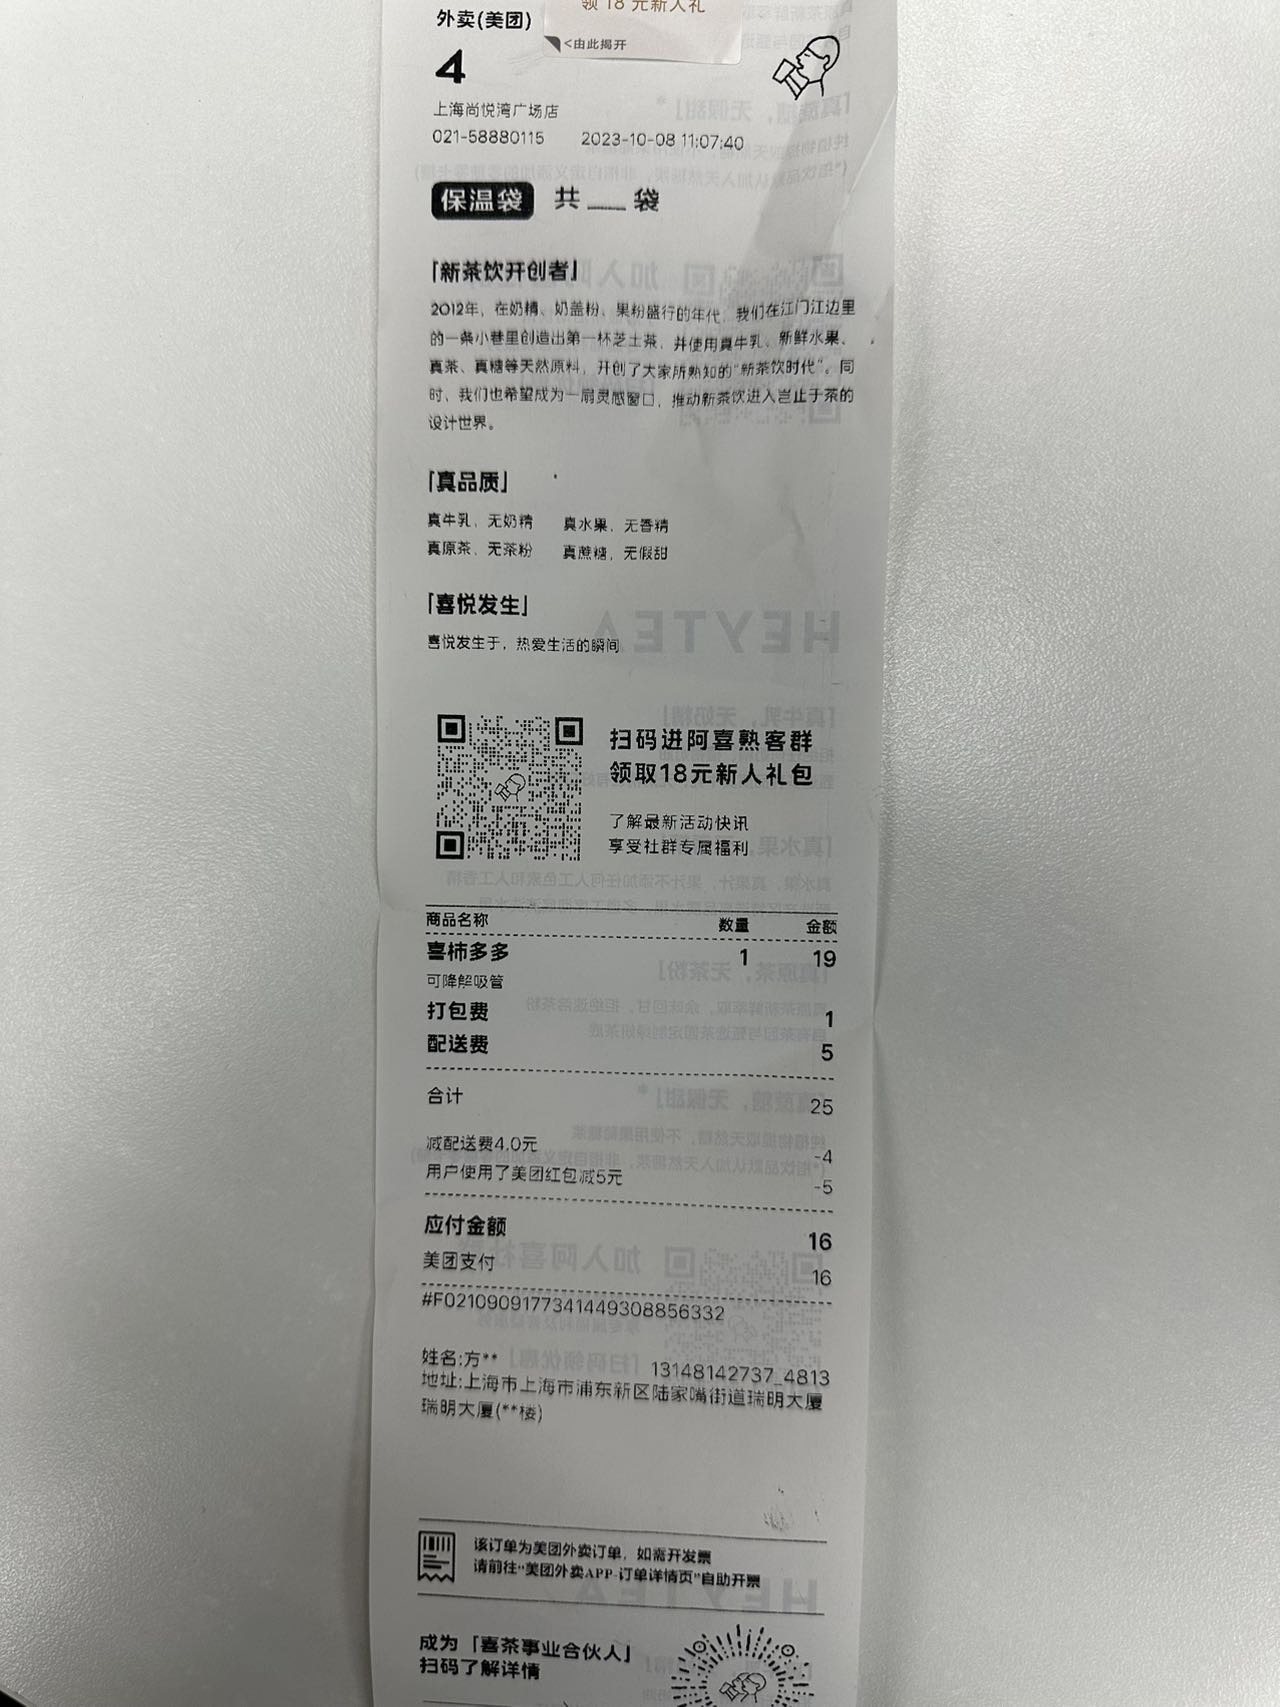 领 18 元新人礼
外卖(美团)
<由此揭开
4
上海尚悦湾广场店
021-58880115 2023-10-08 11:07:40
保温袋 共___袋
「新茶饮开创者」
2012年，在奶精、奶盖粉、果粉盛行的年代，我们在江门江边里
的一条小巷里创造出第一杯芝士茶，并使用真牛乳、新鲜水果、
真茶、真糖等天然原料，开创了大家所熟知的“新茶饮时代”。同
时，我们也希望成为一扇灵感窗口，推动新茶饮进入岂止于茶的
设计世界。
「真品质」
真牛乳，无奶精 真水果，无香精
真原茶，无茶粉 真蔗糖，无假甜
「喜悦发生」
喜悦发生于，热爱生活的瞬间
扫码进阿喜熟客群
领取18元新人礼包
了解最新活动快讯
享受社群专属福利
商品名称 数量 金额
喜柿多多 1 19
可降解吸管
打包费 1
配送费 5
合计 25
减配送费4.0元 -4
用户使用了美团红包减5元 -5
应付金额 16
美团支付 16
#F02109091773414493088563​32
姓名:方** 13148142737_4813
地址:上海市上海市浦东新区陆家嘴街道瑞明大厦
瑞明大厦(**楼)
该订单为美团外卖订单，如需开发票
请前往“美团外卖APP-订单详情页”自助开票
成为「喜茶事业合伙人」
扫码了解详情